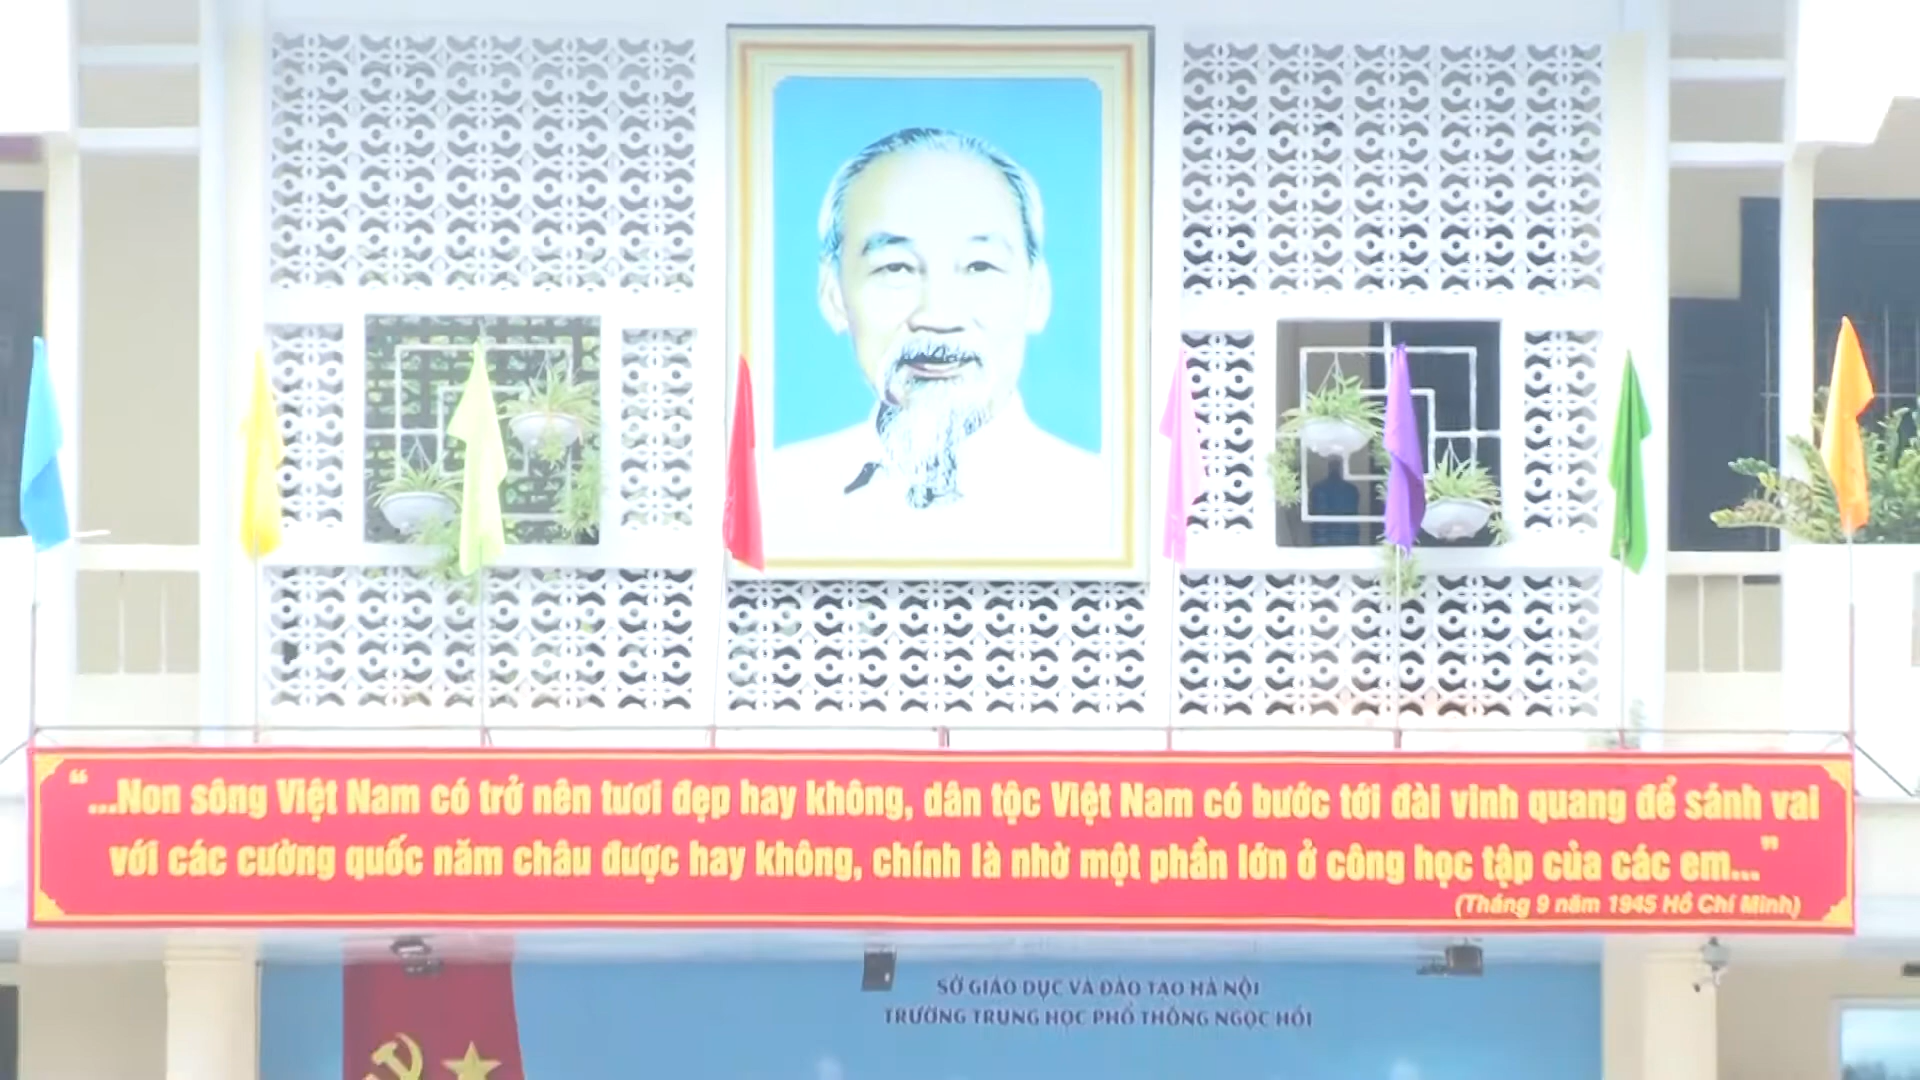 “...Non sông Việt Nam có trở nên tươi đẹp hay không, dân tộc Việt Nam có bước tới đài vinh quang để sánh vai
với các cường quốc năm châu được hay không, chính là nhờ một phần lớn ở công học tập của các em...”
(Tháng 9 năm 1945 Hồ Chí Minh)
SỞ GIÁO DỤC VÀ ĐÀO TẠO HÀ NỘI
TRƯỜNG TRUNG HỌC PHỔ THÔNG NGỌC HỒI